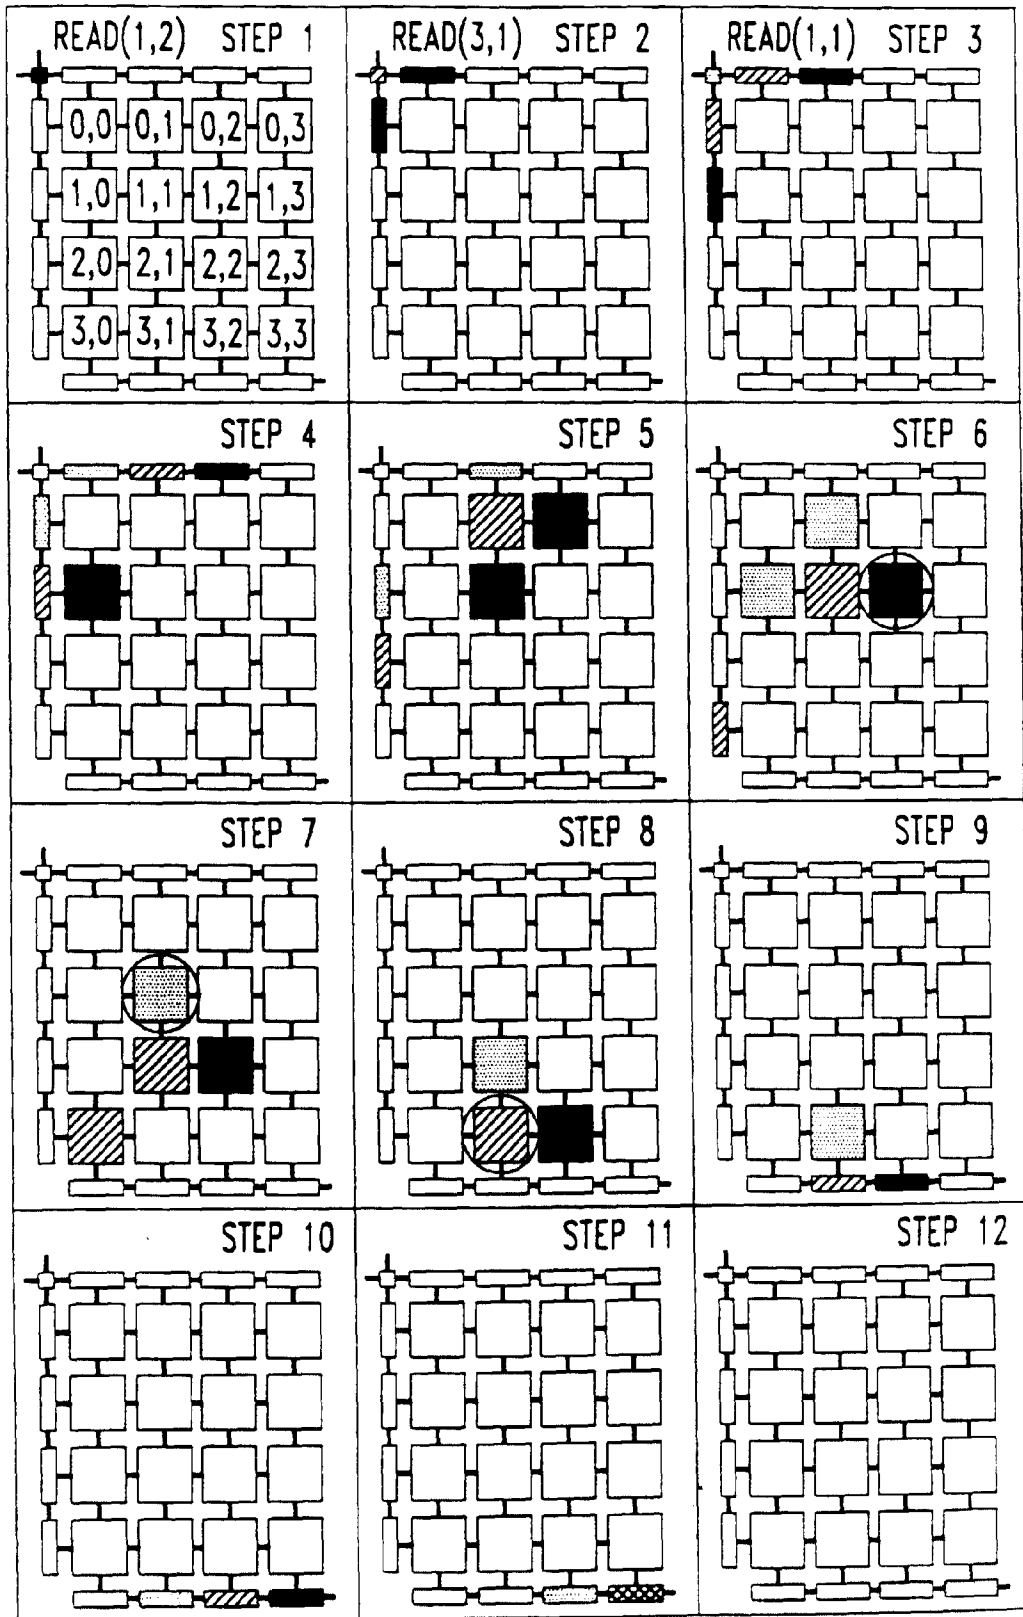 READ(1,2) STEP 1
0,0 0,1 0,2 0,3
1,0 1,1 1,2 1,3
2,0 2,1 2,2 2,3
3,0 3,1 3,2 3,3
READ(3,1) STEP 2
READ(1,1) STEP 3
STEP 4
STEP 5
STEP 6
STEP 7
STEP 8
STEP 9
STEP 10
STEP 11
STEP 12